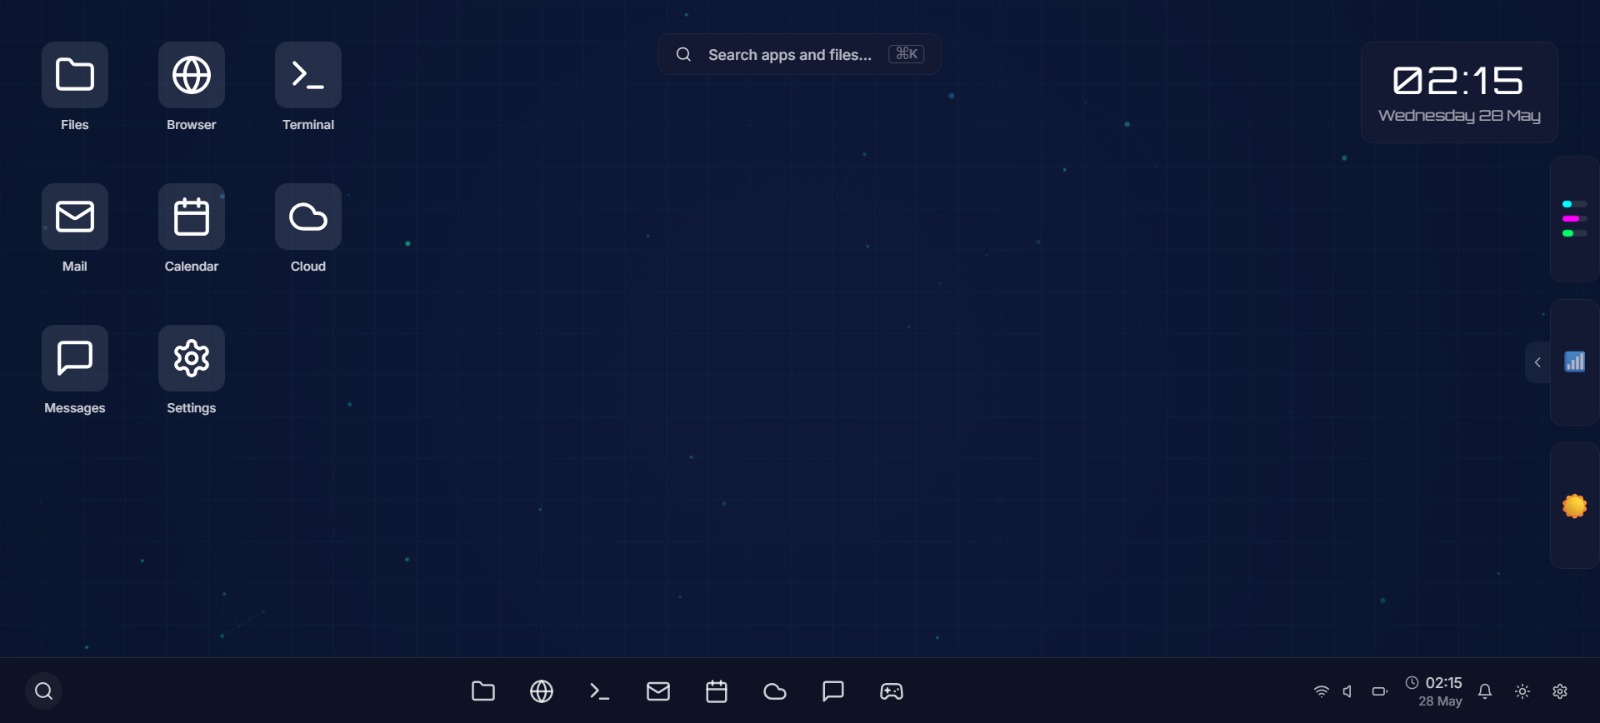 Search apps and files... ⌘K
02:15
Wednesday 28 May
Files
Browser
Terminal
Mail
Calendar
Cloud
Messages
Settings
02:15
28 May